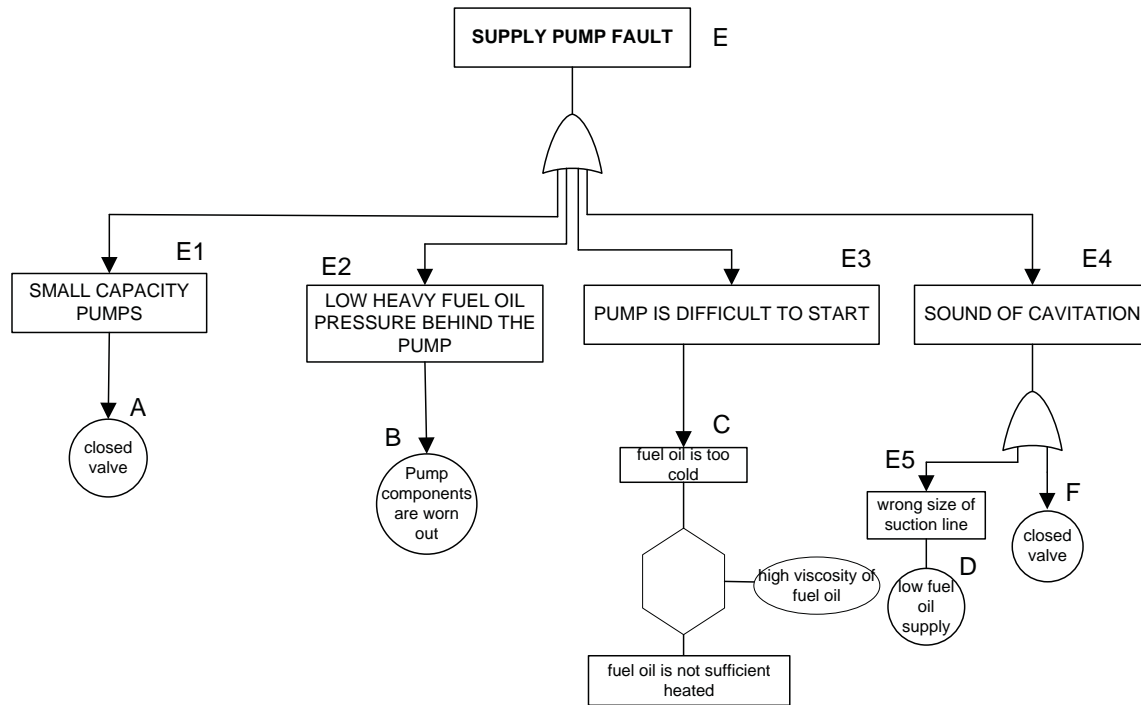 SUPPLY PUMP FAULT
E
E1
SMALL CAPACITY
PUMPS
A
closed
valve
E2
LOW HEAVY FUEL OIL
PRESSURE BEHIND THE
PUMP
B
Pump
components
are worn
out
E3
PUMP IS DIFFICULT TO START
C
fuel oil is too
cold
high viscosity of
fuel oil
fuel oil is not sufficient
heated
E4
SOUND OF CAVITATION
E5
wrong size of
suction line
D
low fuel
oil
supply
F
closed
valve